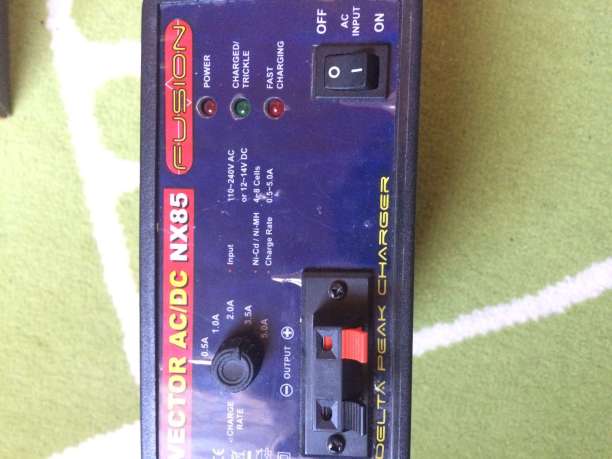 VECTOR AC/DC NX85
FUSION
CHARGE
RATE
0.5A
1.0A
2.0A
3.5A
5.0A
Input
110~240V AC
or 12~14V DC
Ni-Cd / Ni-MH
4~8 Cells
Charge Rate
0.5~5.0A
POWER
CHARGED/
TRICKLE
FAST
CHARGING
OUTPUT
OFF
AC
INPUT
ON
DELTA PEAK CHARGER